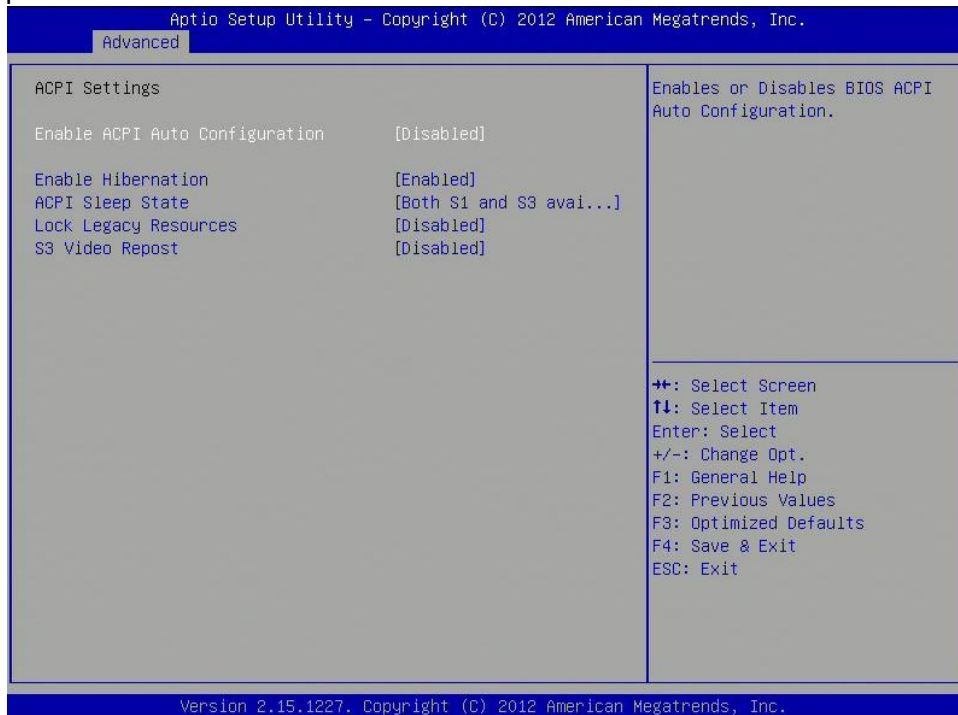 Aptio Setup Utility – Copyright (C) 2012 American Megatrends, Inc.
Advanced
ACPI Settings
Enable ACPI Auto Configuration [Disabled]
Enable Hibernation [Enabled]
ACPI Sleep State [Both S1 and S3 avai...]
Lock Legacy Resources [Disabled]
S3 Video Repost [Disabled]
Enables or Disables BIOS ACPI
Auto Configuration.
→←: Select Screen
↑↓: Select Item
Enter: Select
+/-: Change Opt.
F1: General Help
F2: Previous Values
F3: Optimized Defaults
F4: Save & Exit
ESC: Exit
Version 2.15.1227. Copyright (C) 2012 American Megatrends, Inc.